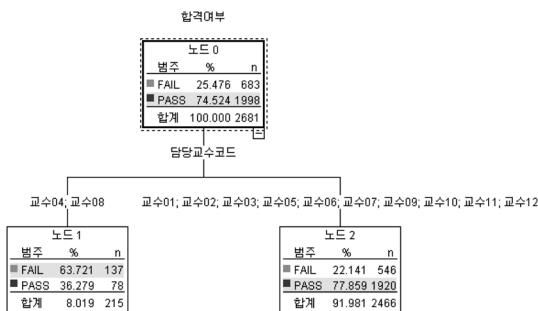 합격여부
노드 0
범주 % n
FAIL 25.476 683
PASS 74.524 1998
합계 100.000 2681
담당교수코드
교수04; 교수08
교수01; 교수02; 교수03; 교수05; 교수06; 교수07; 교수09; 교수10; 교수11; 교수12
노드 1
범주 % n
FAIL 63.721 137
PASS 36.279 78
합계 8.019 215
노드 2
범주 % n
FAIL 22.141 546
PASS 77.859 1920
합계 91.981 2466